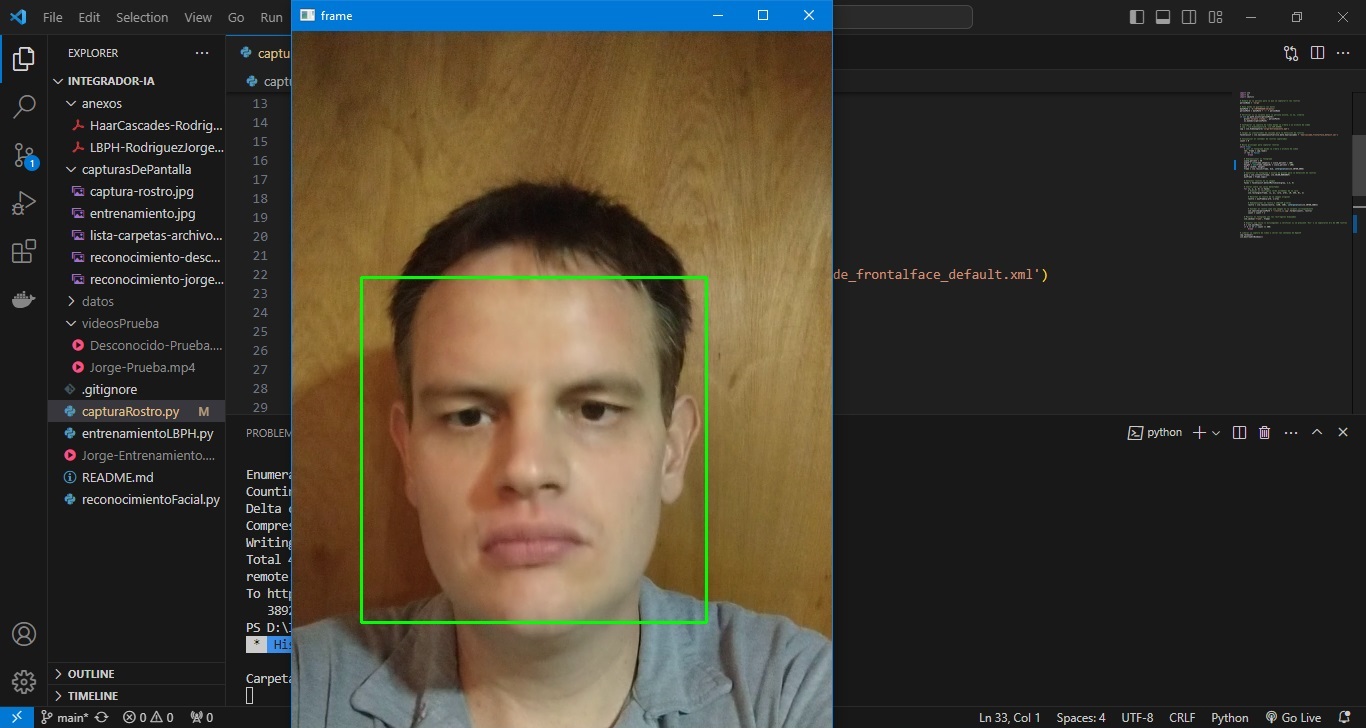 File Edit Selection View Go Run
frame
EXPLORER
INTEGRADOR-IA
anexos
HaarCascades-Rodrig...
LBPH-RodriguezJorge...
capturasDePantalla
captura-rostro.jpg
entrenamiento.jpg
lista-carpetas-archivo...
reconocimiento-desc...
reconocimiento-jorge...
datos
videosPrueba
Desconocido-Prueba....
Jorge-Prueba.mp4
.gitignore
capturaRostro.py M
entrenamientoLBPH.py
Jorge-Entrenamiento....
README.md
reconocimientoFacial.py
OUTLINE
TIMELINE
captu
captu
13
14
15
16
17
18
19
20
21
22 de_frontalface_default.xml')
23
24
25
26
27
28
29
PROBLEM
python
Enumera
Countin
Delta c
Compres
Writing
Total 4
remote
To http
3892
PS D:\I
* His
Carpeta
1
main* 0 0 0
Ln 33, Col 1 Spaces: 4 UTF-8 CRLF Python Go Live